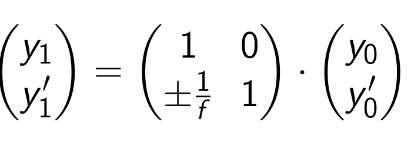 (y₁ y₁′) = (1 0 ±1/f 1) · (y₀ y₀′)